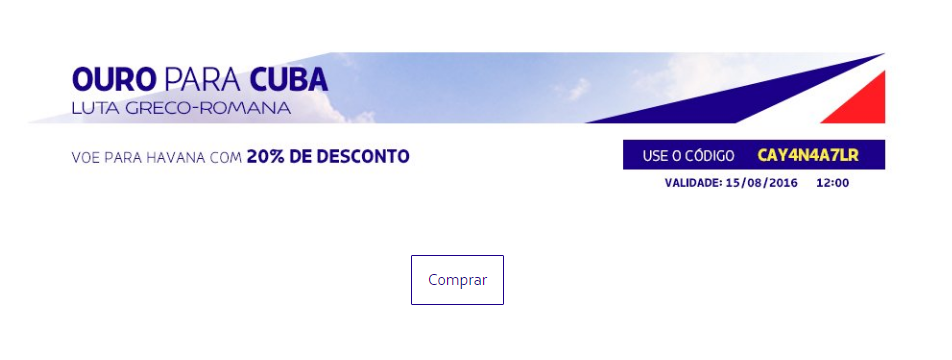 OURO PARA CUBA
LUTA GRECO-ROMANA
VOE PARA HAVANA COM 20% DE DESCONTO
USE O CÓDIGO CAY4N4A7LR
VALIDADE: 15/08/2016 12:00
Comprar